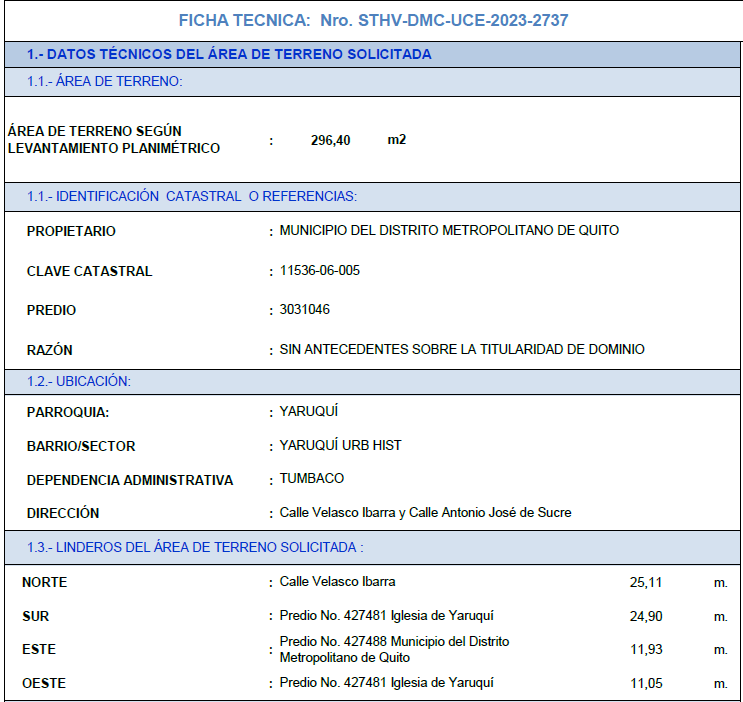 FICHA TECNICA: Nro. STHV-DMC-UCE-2023-2737
1.- DATOS TÉCNICOS DEL ÁREA DE TERRENO SOLICITADA
1.1.- ÁREA DE TERRENO:
ÁREA DE TERRENO SEGÚN
LEVANTAMIENTO PLANIMÉTRICO : 296,40 m2
1.1.- IDENTIFICACIÓN CATASTRAL O REFERENCIAS:
PROPIETARIO : MUNICIPIO DEL DISTRITO METROPOLITANO DE QUITO
CLAVE CATASTRAL : 11536-06-005
PREDIO : 3031046
RAZÓN : SIN ANTECEDENTES SOBRE LA TITULARIDAD DE DOMINIO
1.2.- UBICACIÓN:
PARROQUIA: : YARUQUÍ
BARRIO/SECTOR : YARUQUÍ URB HIST
DEPENDENCIA ADMINISTRATIVA : TUMBACO
DIRECCIÓN : Calle Velasco Ibarra y Calle Antonio José de Sucre
1.3.- LINDEROS DEL ÁREA DE TERRENO SOLICITADA :
NORTE : Calle Velasco Ibarra 25,11 m.
SUR : Predio No. 427481 Iglesia de Yaruquí 24,90 m.
ESTE : Predio No. 427488 Municipio del Distrito
Metropolitano de Quito 11,93 m.
OESTE : Predio No. 427481 Iglesia de Yaruquí 11,05 m.